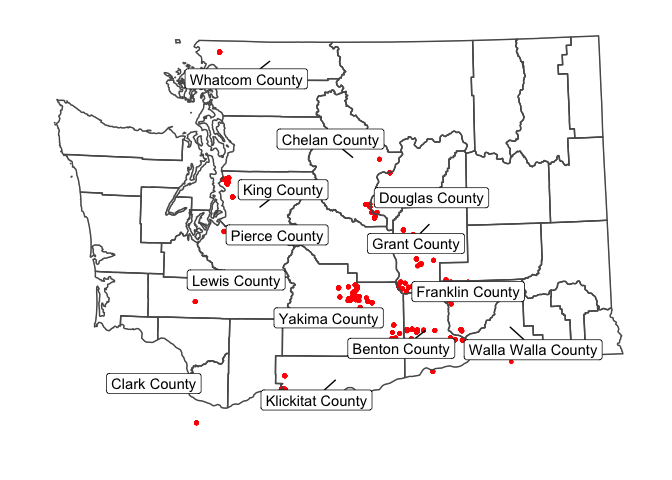 Whatcom County
Chelan County
King County
Douglas County
Pierce County
Grant County
Lewis County
Franklin County
Yakima County
Benton County
Walla Walla County
Clark County
Klickitat County